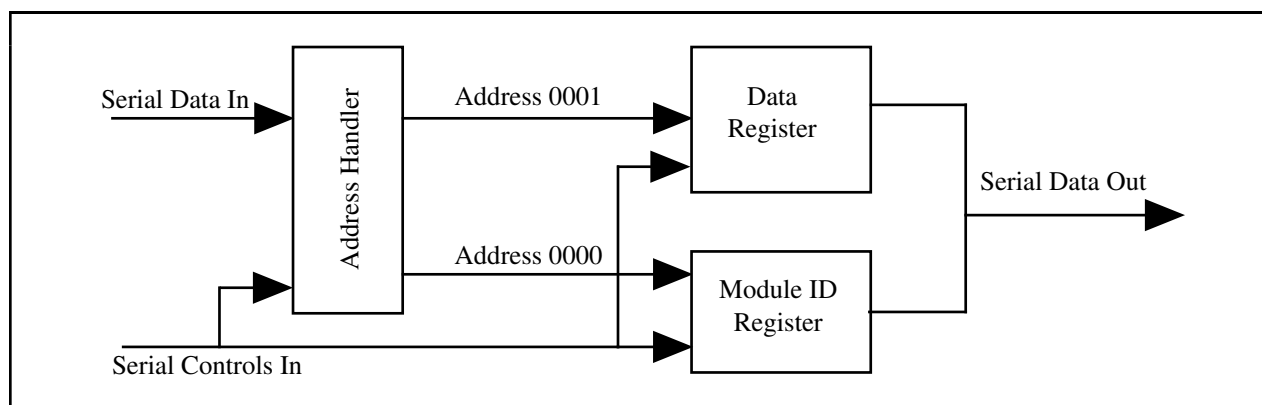 Serial Data In
Address Handler
Address 0001
Data
Register
Serial Data Out
Address 0000
Module ID
Register
Serial Controls In